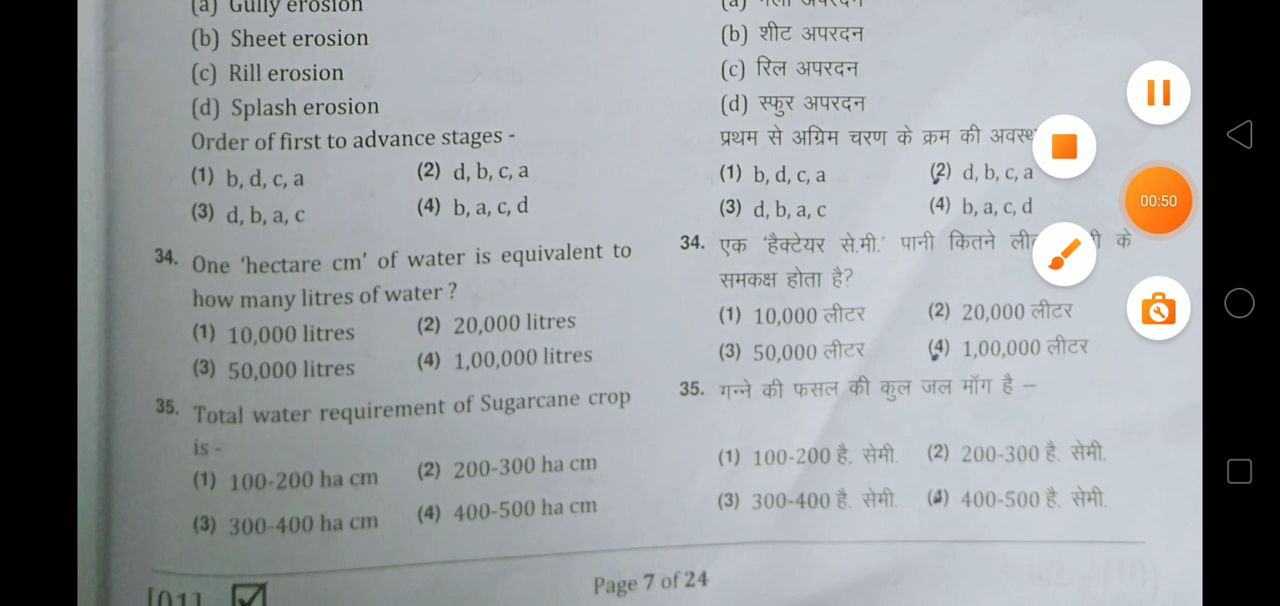 (a) Gully erosion
(b) Sheet erosion
(c) Rill erosion
(d) Splash erosion
Order of first to advance stages -
(1) b, d, c, a
(2) d, b, c, a
(3) d, b, a, c
(4) b, a, c, d
34. One 'hectare cm' of water is equivalent to
how many litres of water ?
(1) 10,000 litres
(2) 20,000 litres
(3) 50,000 litres
(4) 1,00,000 litres
35. Total water requirement of Sugarcane crop
is -
(1) 100-200 ha cm
(2) 200-300 ha cm
(3) 300-400 ha cm
(4) 400-500 ha cm
(a) नली अपरदन
(b) शीट अपरदन
(c) रिल अपरदन
(d) स्फुर अपरदन
प्रथम से अग्रिम चरण के क्रम की
(1) b, d, c, a
(2) d, b, c, a
(3) d, b, a, c
(4) b, a, c, d
34. एक 'हैक्टेयर से.मी.' पानी कितने के
समकक्ष होता है?
(1) 10,000 लीटर
(2) 20,000 लीटर
(3) 50,000 लीटर
(4) 1,00,000 लीटर
35. गन्ने की फसल की कुल जल माँग है –
(1) 100-200 है. सेमी.
(2) 200-300 है. सेमी.
(3) 300-400 है. सेमी.
(4) 400-500 है. सेमी.
[01]
Page 7 of 24
00:50